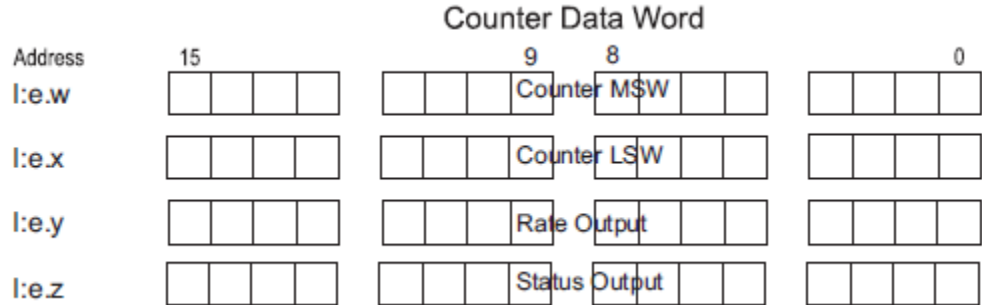 Counter Data Word
Address 15 9 8 0
I:e.w Counter MSW
I:e.x Counter LSW
I:e.y Rate Output
I:e.z Status Output